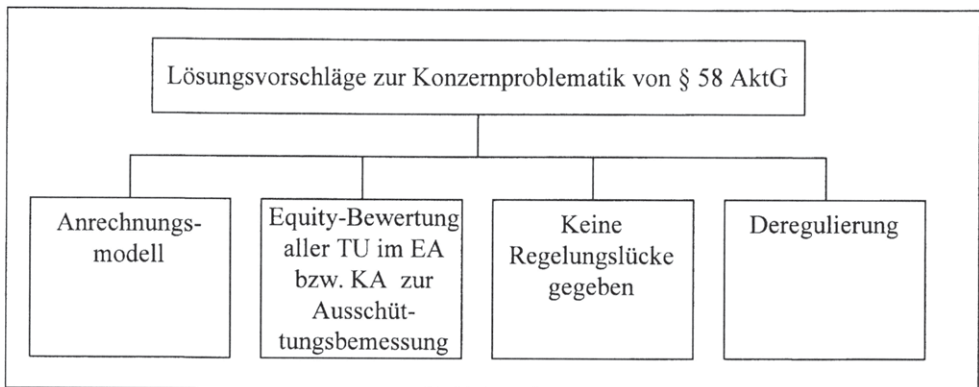 Lösungsvorschläge zur Konzernproblematik von § 58 AktG
Anrechnungs-
modell
Equity-Bewertung
aller TU im EA
bzw. KA zur
Ausschüt-
tungsbemessung
Keine
Regelungslücke
gegeben
Deregulierung